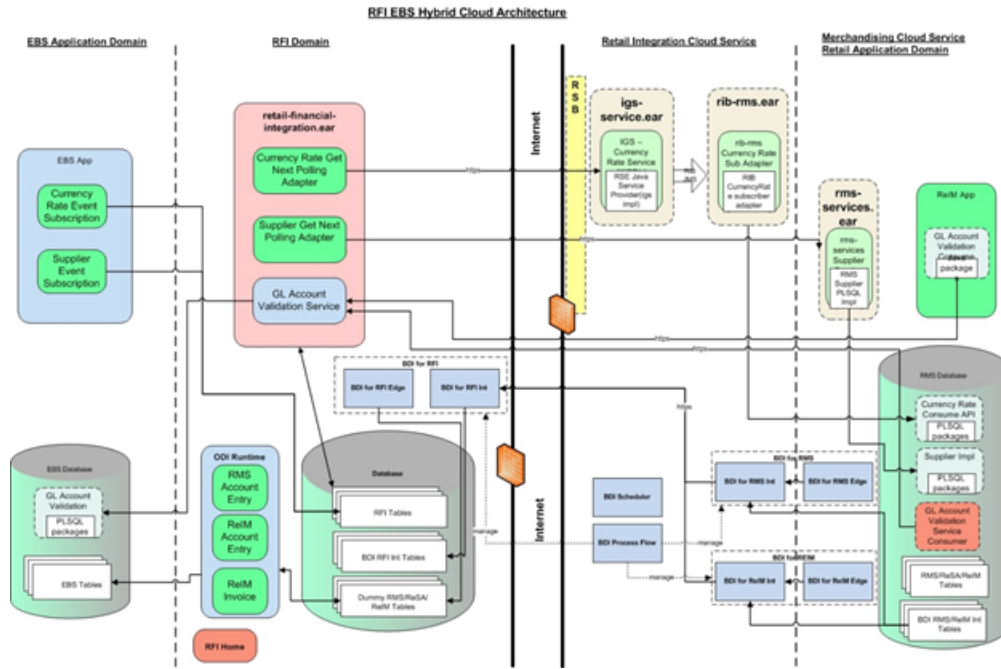 RFI EBS Hybrid Cloud Architecture
EBS Application Domain
RFI Domain
Retail Integration Cloud Service
Merchandising Cloud Service
Retail Application Domain
Internet
R
S
B
retail-financial-
integration.ear
Currency Rate Get
Next Polling
Adapter
Supplier Get Next
Polling Adapter
GL Account
Validation Service
EBS App
Currency
Rate Event
Subscription
Supplier
Event
Subscription
igs-
service.ear
IGS –
Currency
Rate Service
RSE Java
Service
Provider(igs
impl)
rib-rms.ear
rib-rms
Currency Rate
Sub Adapter
RIB
CurrencyRat
e subscriber
adapter
https
https
https
https
https
rms-
services.
ear
rms-
services
Supplier
RMS
Supplier
PLSQL
Impl
ReIM App
GL Account
Validation
package
BDI for RFI
BDI for RFI Edge
BDI for RFI Int
RMS Database
Currency Rate
Consume API
PLSQL
packages
Supplier Impl
PLSQL
packages
GL Account
Validation
Service
Consumer
RMS/ReSA/ReIM
Tables
BDI RMS/ReIM Int
Tables
EBS Database
GL Account
Validation
PLSQL
packages
EBS Tables
ODI Runtime
RMS
Account
Entry
ReIM
Account
Entry
ReIM
Invoice
RFI Home
Database
RFI Tables
BDI RFI Int Tables
Dummy RMS/ReSA/
ReIM Tables
Internet
BDI Scheduler
BDI Process Flow
manage
manage
manage
BDI for RMS
BDI for RMS Int
BDI for RMS Edge
BDI for REIM
BDI for ReIM Int
BDI for ReIM Edge